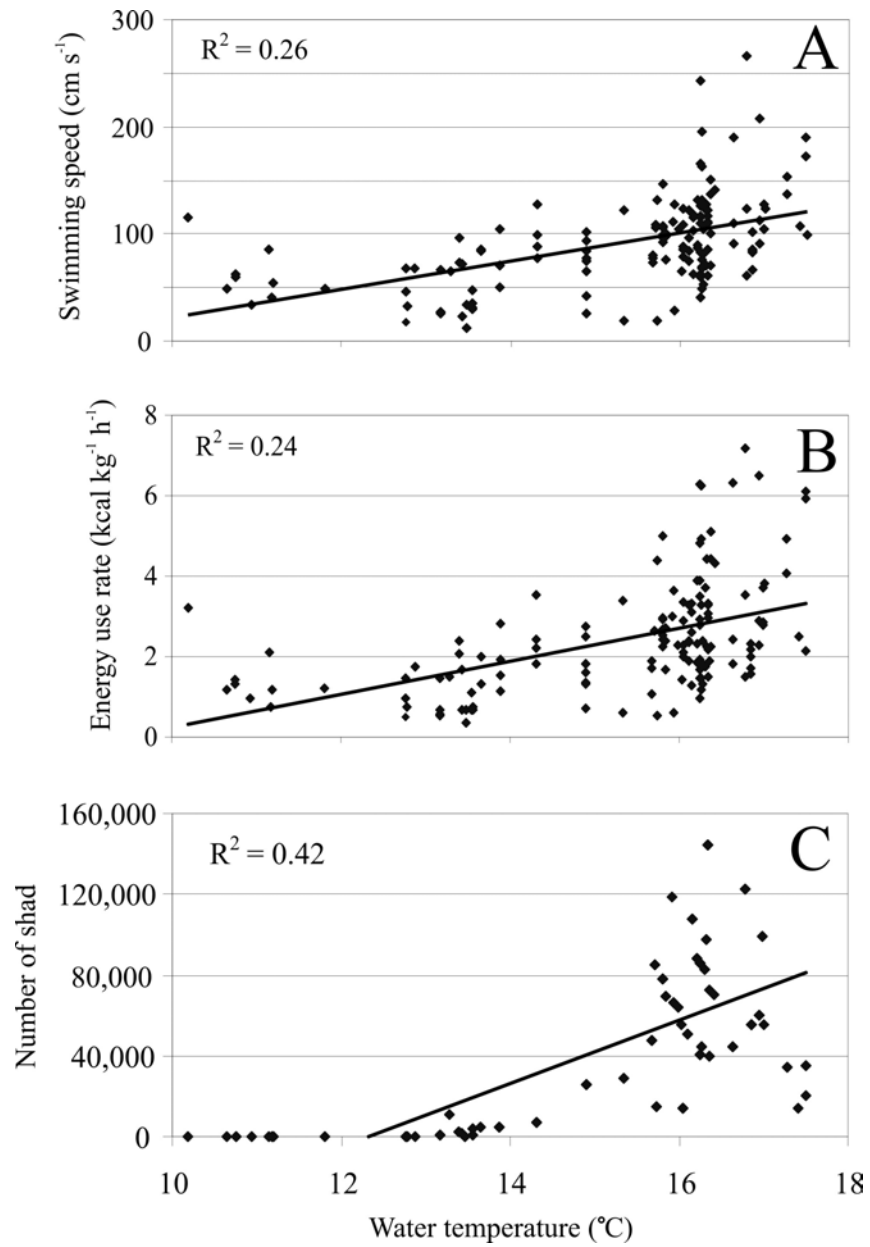 300
200
100
0
Swimming speed (cm s⁻¹)
R² = 0.26
A
8
6
4
2
0
Energy use rate (kcal kg⁻¹ h⁻¹)
R² = 0.24
B
160,000
120,000
80,000
40,000
0
Number of shad
R² = 0.42
C
10 12 14 16 18
Water temperature (°C)